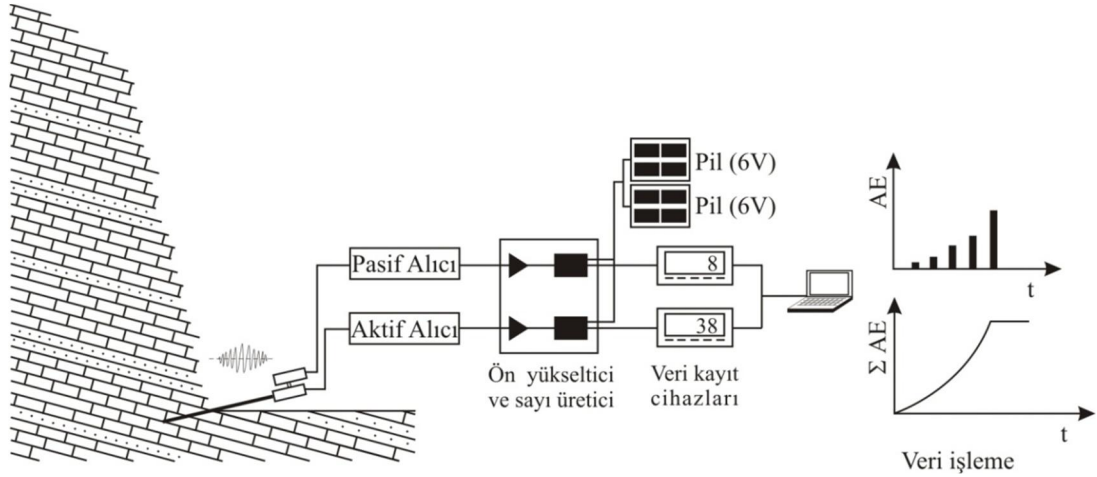 Pil (6V)
Pil (6V)
Pasif Alıcı
8
Aktif Alıcı
38
Ön yükseltici
ve sayı üretici
Veri kayıt
cihazları
AE
t
Σ AE
t
Veri işleme